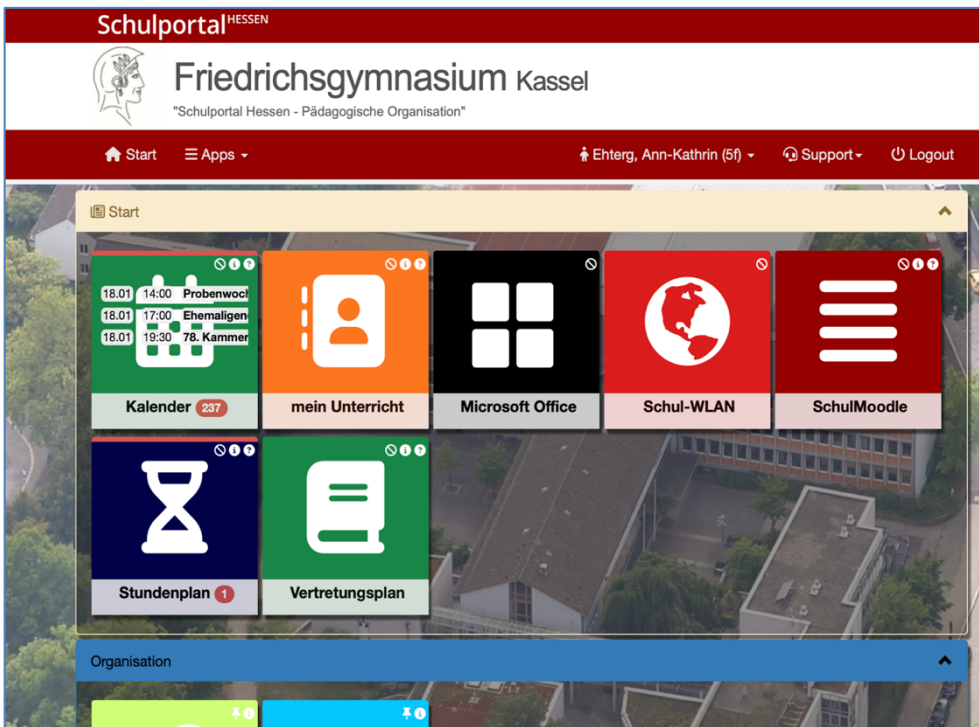 Schulportal HESSEN
Friedrichsgymnasium Kassel
"Schulportal Hessen - Pädagogische Organisation"
Start Apps Ehterg, Ann-Kathrin (5f) Support Logout
Start
18.01 14:00 Probenwoch
18.01 17:00 Ehemaligen
18.01 19:30 78. Kammer
Kalender 237
mein Unterricht
Microsoft Office
Schul-WLAN
SchulMoodle
Stundenplan 1
Vertretungsplan
Organisation